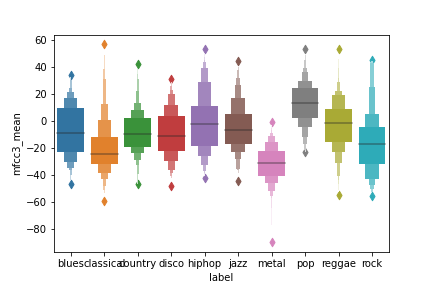 60
40
20
0
−20
−40
−60
−80
mfcc3_mean
blues classical country disco hiphop jazz metal pop reggae rock
label